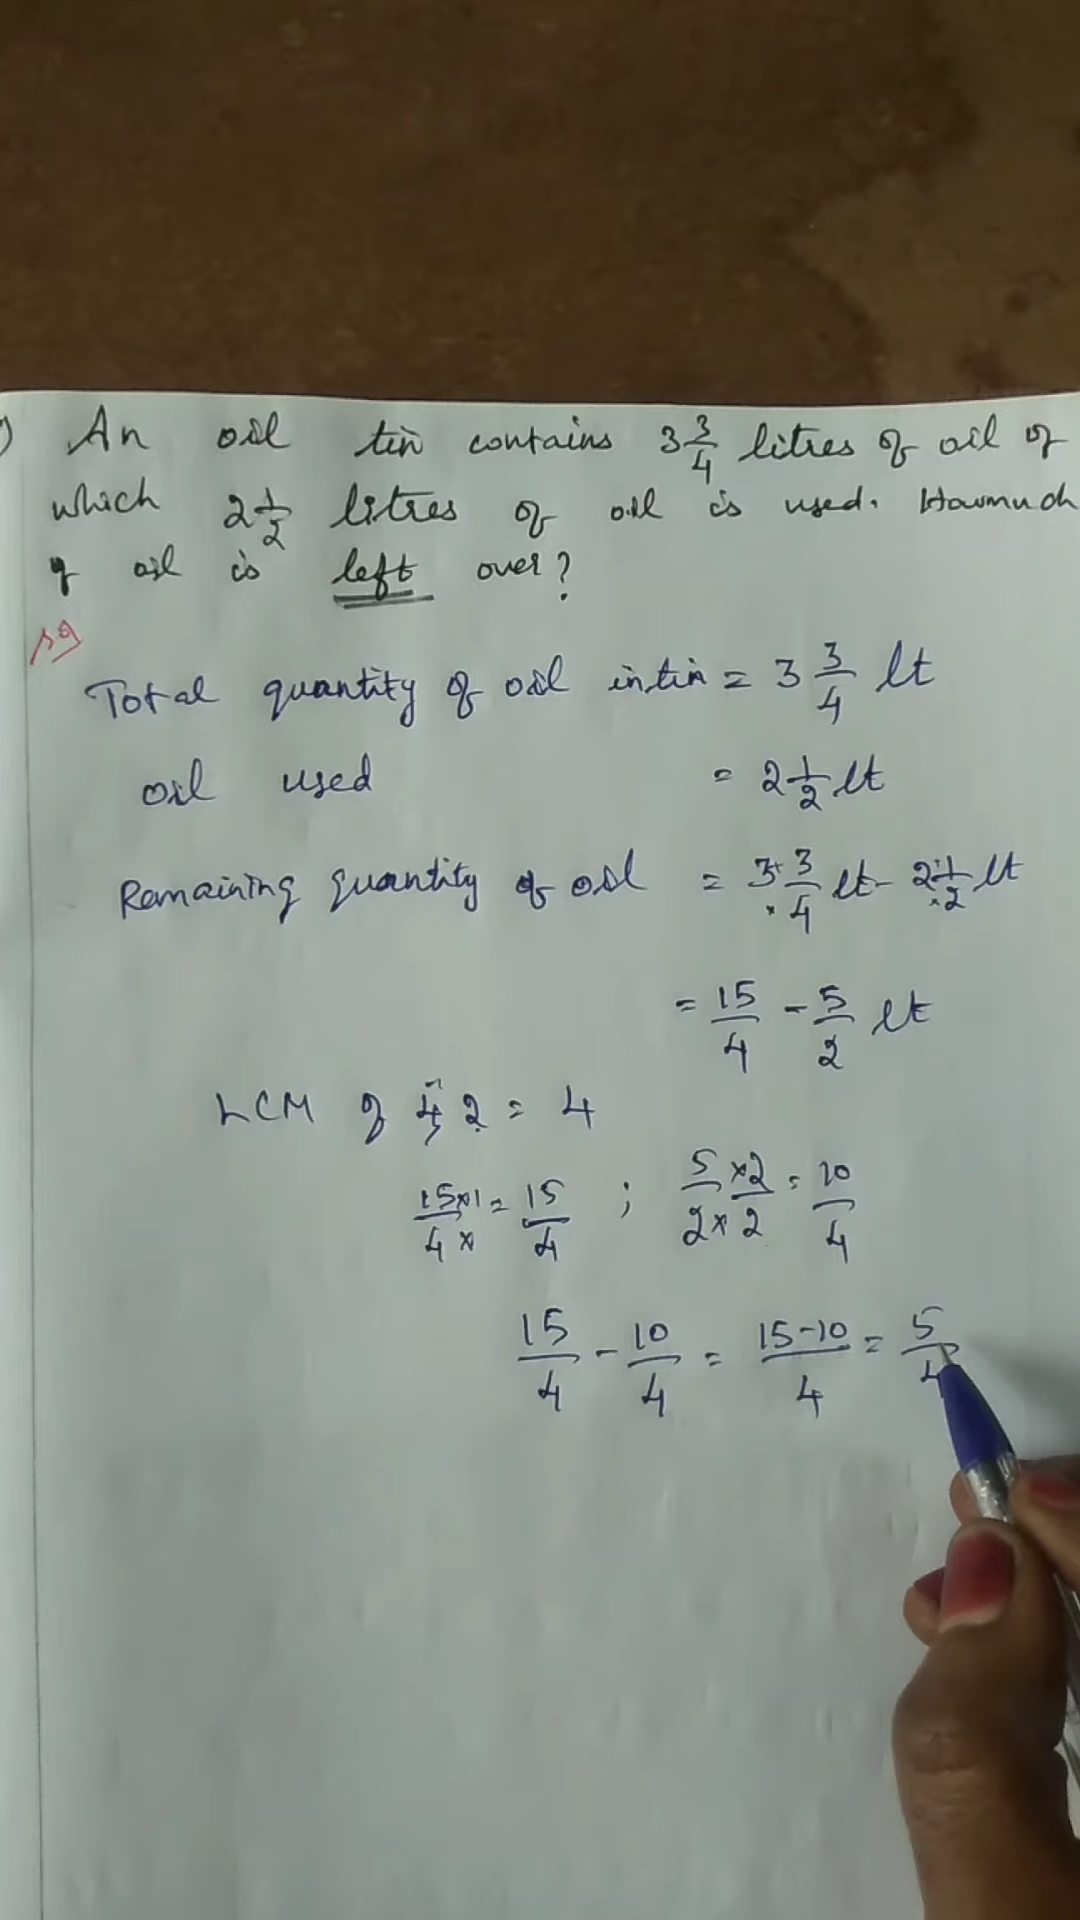 An oil tin contains 3 3/4 litres of oil of
which 2 1/2 litres of oil is used. Howmuch
of oil is left over?
Total quantity of oil in tin = 3 3/4 lt
oil used = 2 1/2 lt
Remaining quantity of oil = 3 3/4 lt - 2 1/2 lt
= 15/4 - 5/2 lt
LCM of 4, 2 = 4
15×1/4× = 15/4 ; 5×2/2×2 = 10/4
15/4 - 10/4 = 15-10/4 = 5/4